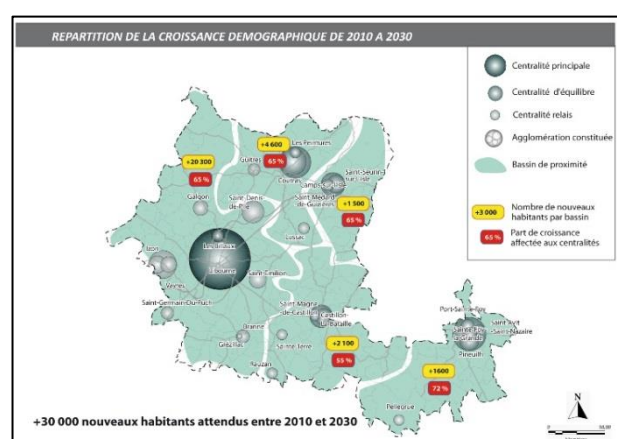 REPARTITION DE LA CROISSANCE DEMOGRAPHIQUE DE 2010 A 2030
Centralité principale
Centralité d'équilibre
Centralité relais
Agglomération constituée
Bassin de proximité
+3 000
Nombre de nouveaux
habitants par bassin
65 %
Part de croissance
affectée aux centralités
+4 600
65 %
Les Peintures
Coutras
+20 300
65 %
Guîtres
Camps-sur-l'Isle
Saint-Seurin-
sur-l'Isle
Saint-Médard-
de-Guizières
+1 500
65 %
Galgon
Saint-Denis-
de-Pile
Lussac
Les Billaux
Libourne
Izon
Vayres
Saint-Emilion
Saint-Germain-Du-Puch
Saint-Magne-
de-Castillon
Castillon-
la-Bataille
Branne
Grézillac
Sainte-Terre
+2 100
55 %
Rauzan
Port-Sainte-Foy
Saint-Avit-
Saint-Nazaire
Sainte-Foy-
la-Grande
Pineuilh
+1600
72 %
Pellegrue
N
+30 000 nouveaux habitants attendus entre 2010 et 2030